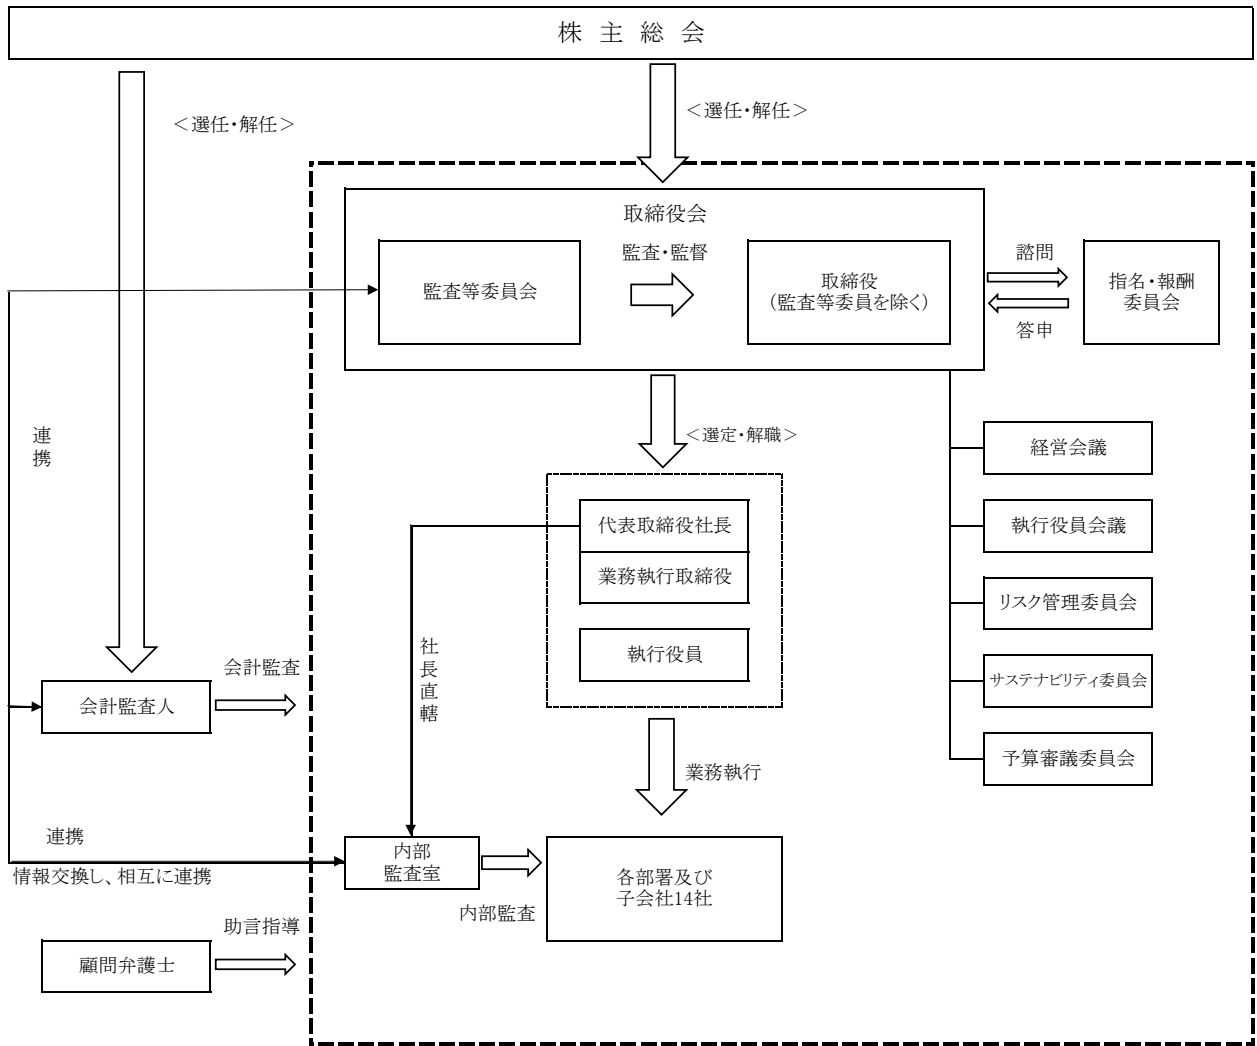 株 主 総 会
＜選任・解任＞
＜選任・解任＞
取締役会
監査等委員会
監査・監督
取締役
（監査等委員を除く）
諮問
答申
指名・報酬
委員会
連携
＜選定・解職＞
経営会議
執行役員会議
リスク管理委員会
サステナビリティ委員会
予算審議委員会
代表取締役社長
業務執行取締役
執行役員
社長直轄
会計監査人
会計監査
業務執行
連携
情報交換し、相互に連携
内部
監査室
内部監査
各部署及び
子会社14社
助言指導
顧問弁護士